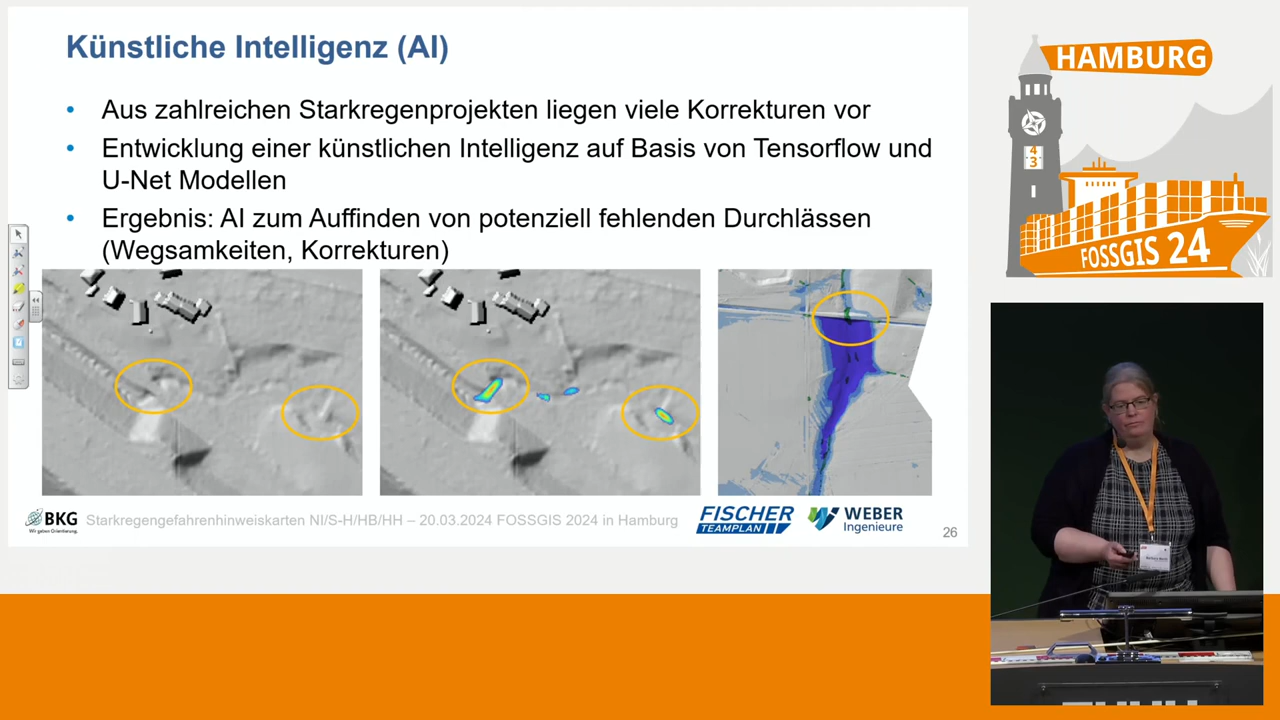 Künstliche Intelligenz (AI)
• Aus zahlreichen Starkregenprojekten liegen viele Korrekturen vor
• Entwicklung einer künstlichen Intelligenz auf Basis von Tensorflow und
U-Net Modellen
• Ergebnis: AI zum Auffinden von potenziell fehlenden Durchlässen
(Wegsamkeiten, Korrekturen)
BKG
Wir geben Orientierung.
Starkregengefahrenhinweiskarten NI/S-H/HB/HH – 20.03.2024 FOSSGIS 2024 in Hamburg
FISCHER
TEAMPLAN
WEBER
Ingenieure
26
HAMBURG
4
3
FOSSGIS 24